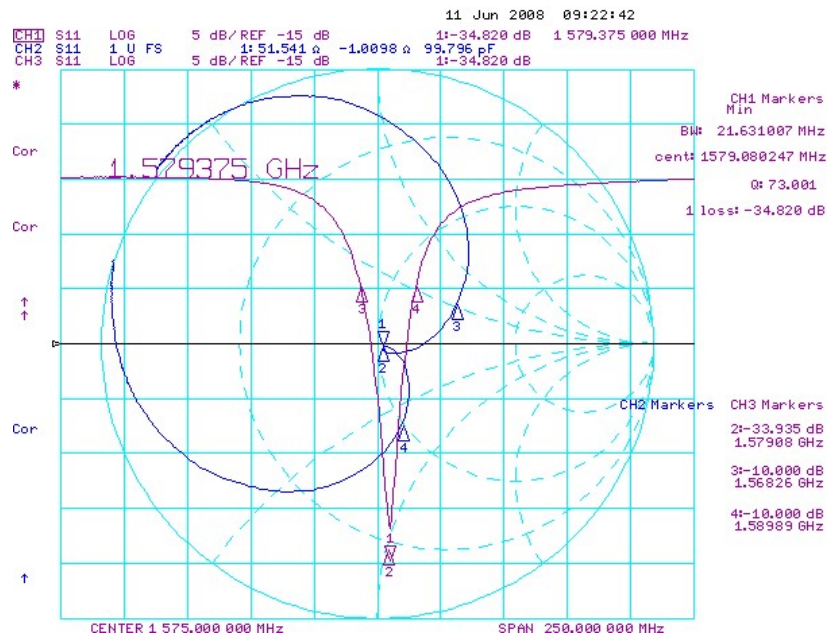 11 Jun 2008 09:22:42
CH1 S11 LOG 5 dB/REF -15 dB 1:-34.820 dB 1 579.375 000 MHz
CH2 S11 1 U FS 1:51.541 Ω -1.0098 Ω 99.796 pF
CH3 S11 LOG 5 dB/REF -15 dB 1:-34.820 dB
*
CH1 Markers
Min
BW: 21.631007 MHz
Cor
cent:1579.080247 MHz
1.579375 GHz
Q: 73.001
1 loss:-34.820 dB
Cor
↑
↑
3
4
3
1
2
CH2 Markers
CH3 Markers
Cor
4
2:-33.935 dB
1.57908 GHz
3:-10.000 dB
1.56826 GHz
4:-10.000 dB
1.58989 GHz
1
2
↑
CENTER 1 575.000 000 MHz
SPAN 250.000 000 MHz